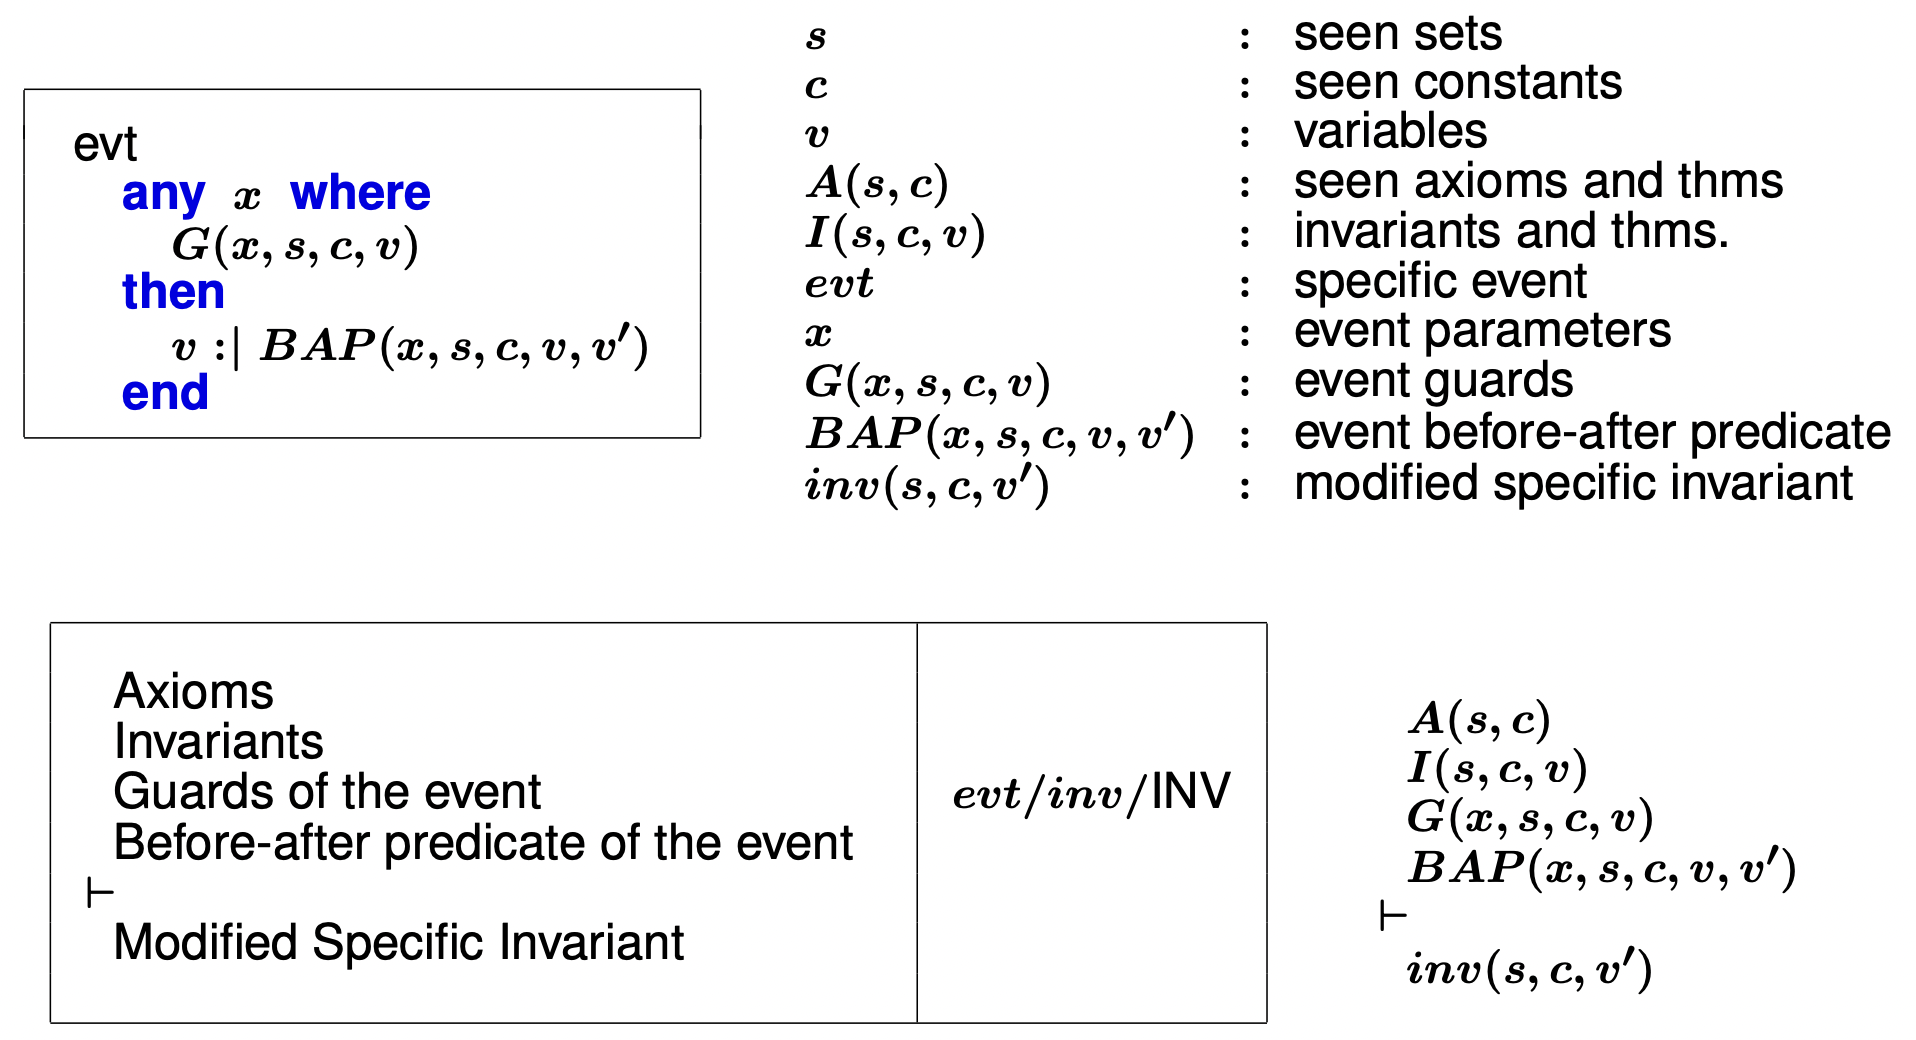 evt
any x where
G(x, s, c, v)
then
v :| BAP(x, s, c, v, v′)
end
s : seen sets
c : seen constants
v : variables
A(s, c) : seen axioms and thms
I(s, c, v) : invariants and thms.
evt : specific event
x : event parameters
G(x, s, c, v) : event guards
BAP(x, s, c, v, v′) : event before-after predicate
inv(s, c, v′) : modified specific invariant
Axioms
Invariants
Guards of the event
Before-after predicate of the event
⊢
Modified Specific Invariant
evt/inv/INV
A(s, c)
I(s, c, v)
G(x, s, c, v)
BAP(x, s, c, v, v′)
⊢
inv(s, c, v′)